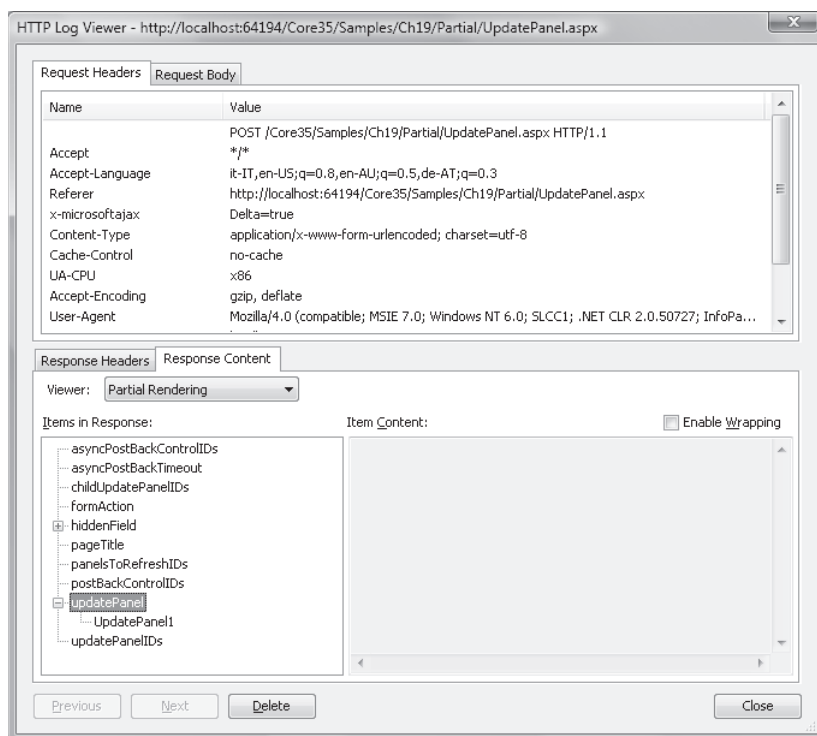 HTTP Log Viewer - http://localhost:64194/Core35/Samples/Ch19/Partial/UpdatePanel.aspx
Request Headers Request Body
Name Value
POST /Core35/Samples/Ch19/Partial/UpdatePanel.aspx HTTP/1.1
Accept */*
Accept-Language it-IT,en-US;q=0.8,en-AU;q=0.5,de-AT;q=0.3
Referer http://localhost:64194/Core35/Samples/Ch19/Partial/UpdatePanel.aspx
x-microsoftajax Delta=true
Content-Type application/x-www-form-urlencoded; charset=utf-8
Cache-Control no-cache
UA-CPU x86
Accept-Encoding gzip, deflate
User-Agent Mozilla/4.0 (compatible; MSIE 7.0; Windows NT 6.0; SLCC1; .NET CLR 2.0.50727; InfoPa...
Response Headers Response Content
Viewer: Partial Rendering
Items in Response: Item Content: Enable Wrapping
asyncPostBackControlIDs
asyncPostBackTimeout
childUpdatePanelIDs
formAction
hiddenField
pageTitle
panelsToRefreshIDs
postBackControlIDs
updatePanel
UpdatePanel1
updatePanelIDs
Previous Next Delete Close